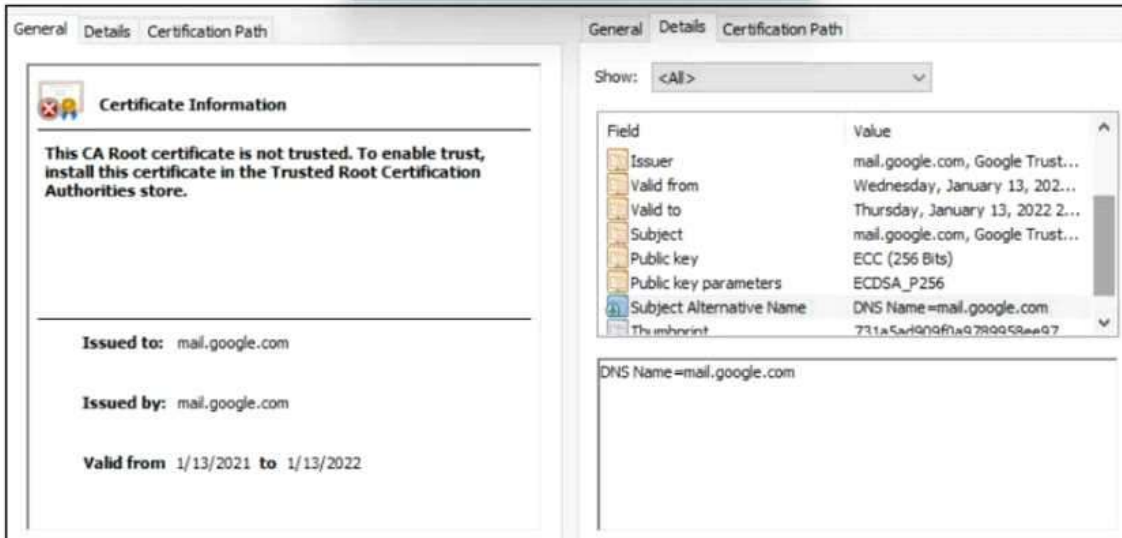 General Details Certification Path
Certificate Information
This CA Root certificate is not trusted. To enable trust,
install this certificate in the Trusted Root Certification
Authorities store.
Issued to: mail.google.com
Issued by: mail.google.com
Valid from 1/13/2021 to 1/13/2022
General Details Certification Path
Show: <All>
Field Value
Issuer mail.google.com, Google Trust...
Valid from Wednesday, January 13, 202...
Valid to Thursday, January 13, 2022 2...
Subject mail.google.com, Google Trust...
Public key ECC (256 Bits)
Public key parameters ECDSA_P256
Subject Alternative Name DNS Name=mail.google.com
Thumbprint 731a5ad909f0a9789958ee97
DNS Name=mail.google.com